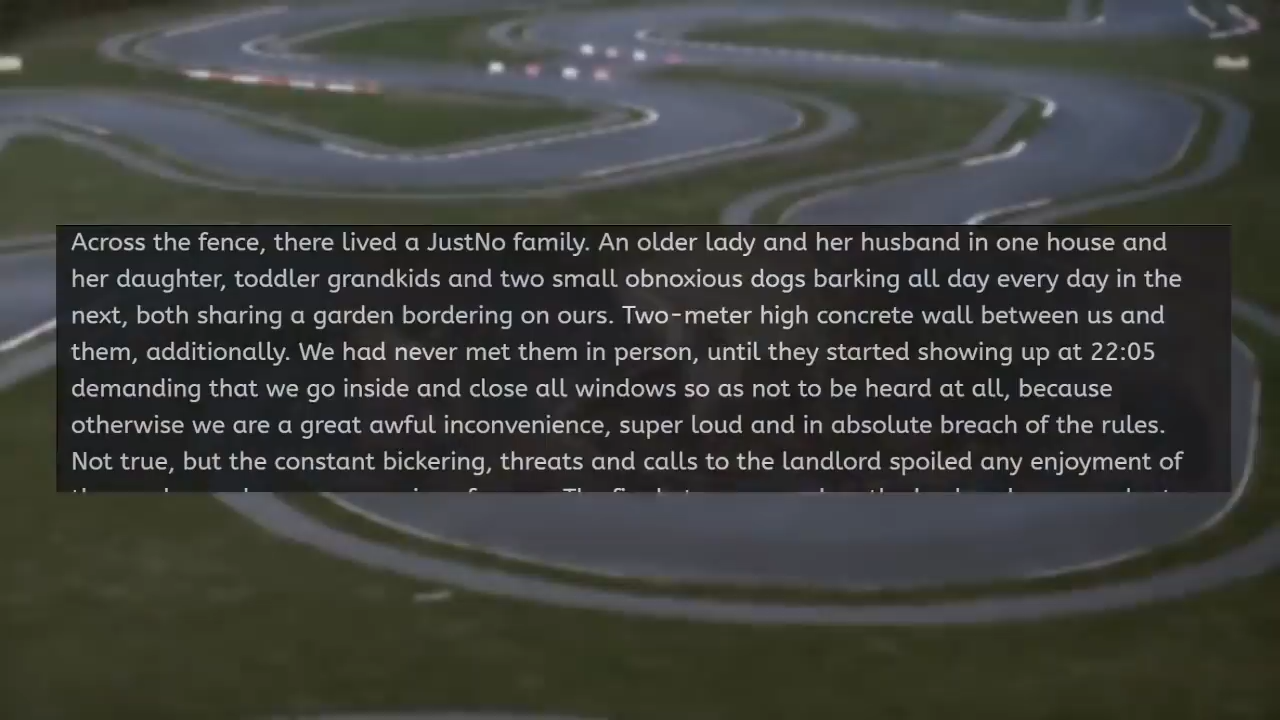 Across the fence, there lived a JustNo family. An older lady and her husband in one house and
her daughter, toddler grandkids and two small obnoxious dogs barking all day every day in the
next, both sharing a garden bordering on ours. Two-meter high concrete wall between us and
them, additionally. We had never met them in person, until they started showing up at 22:05
demanding that we go inside and close all windows so as not to be heard at all, because
otherwise we are a great awful inconvenience, super loud and in absolute breach of the rules.
Not true, but the constant bickering, threats and calls to the landlord spoiled any enjoyment of